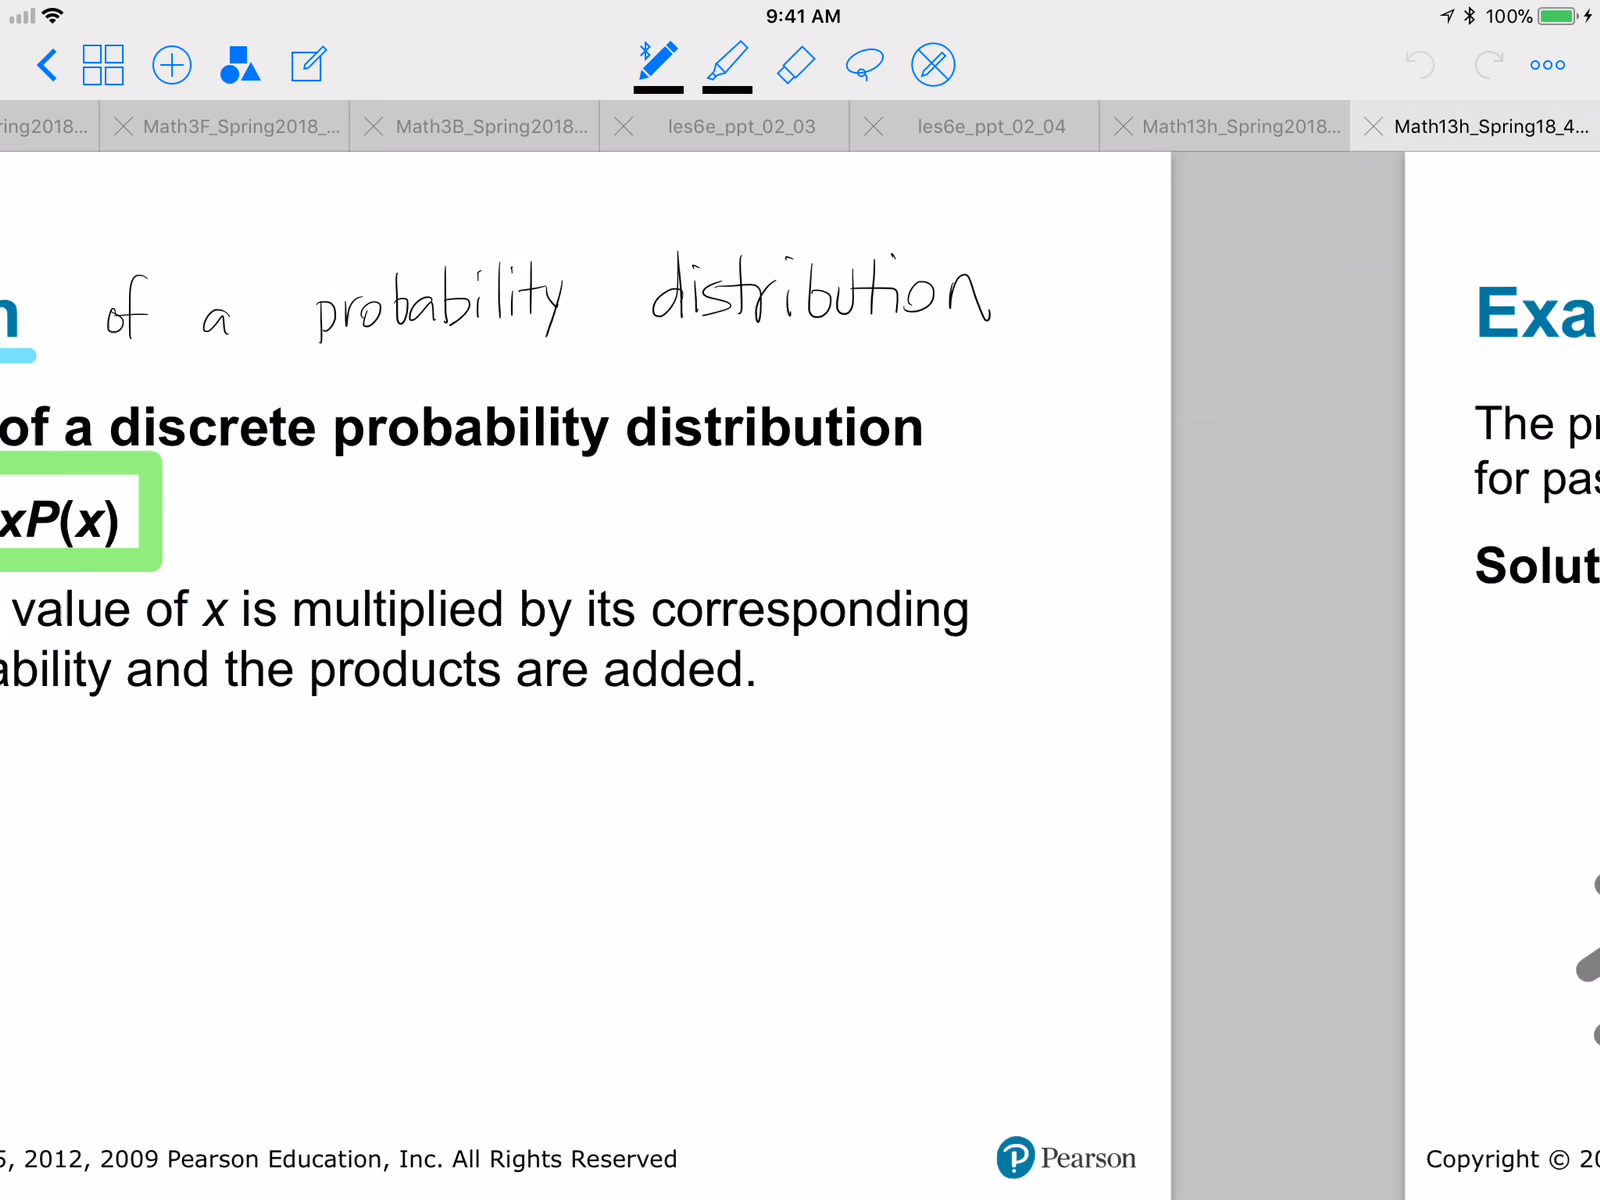 9:41 AM
100%
ring2018...
Math3F_Spring2018_...
Math3B_Spring2018...
les6e_ppt_02_03
les6e_ppt_02_04
Math13h_Spring2018...
Math13h_Spring18_4...
n of a probability distribution
of a discrete probability distribution
xP(x)
value of x is multiplied by its corresponding
ability and the products are added.
5, 2012, 2009 Pearson Education, Inc. All Rights Reserved
Pearson
Exa
The pr
for pas
Solut
Copyright © 20